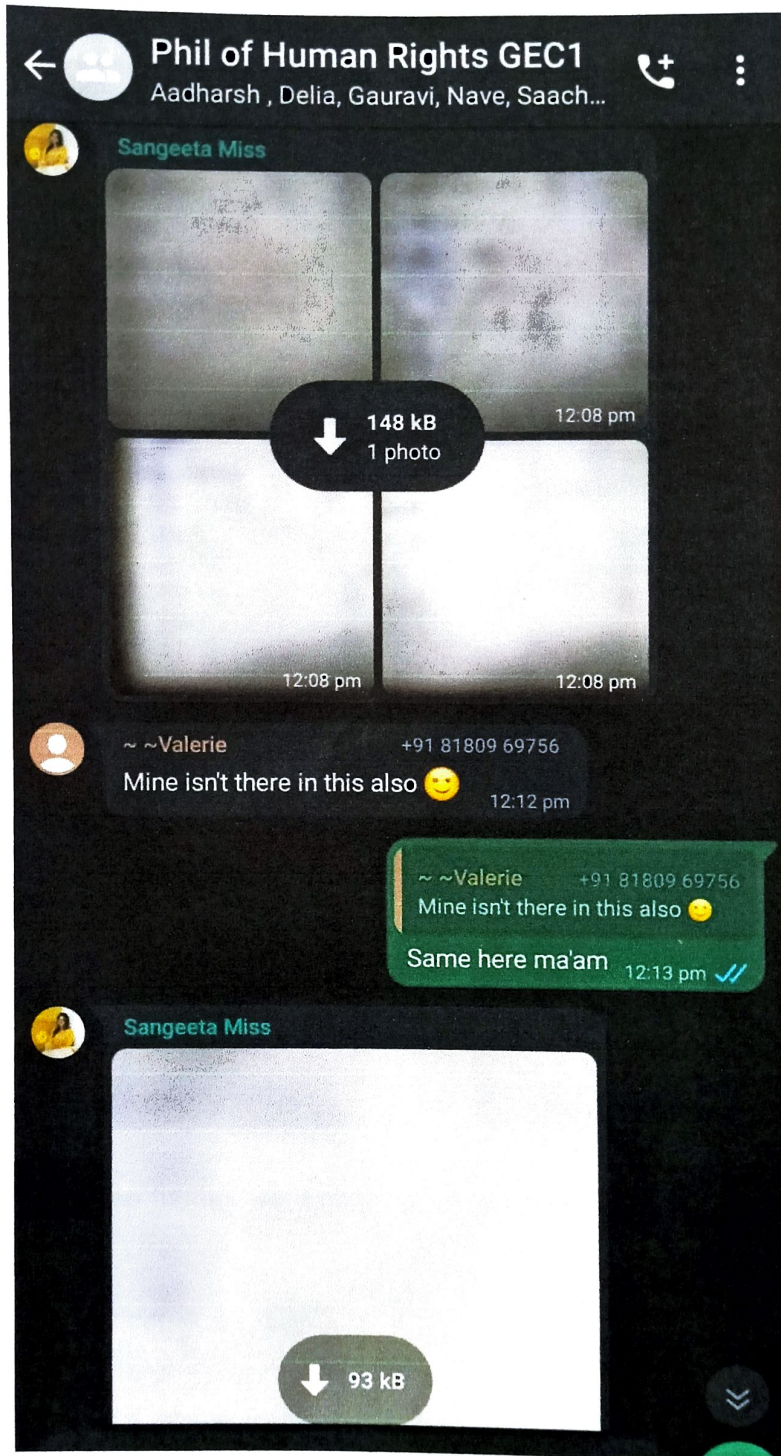 Phil of Human Rights GEC1
Aadharsh , Delia, Gauravi, Nave, Saach...
Sangeeta Miss
148 kB
1 photo
12:08 pm
12:08 pm
12:08 pm
~ ~Valerie +91 81809 69756
Mine isn't there in this also 🙂
12:12 pm
~ ~Valerie +91 81809 69756
Mine isn't there in this also 🙂
Same here ma'am 12:13 pm
Sangeeta Miss
93 kB